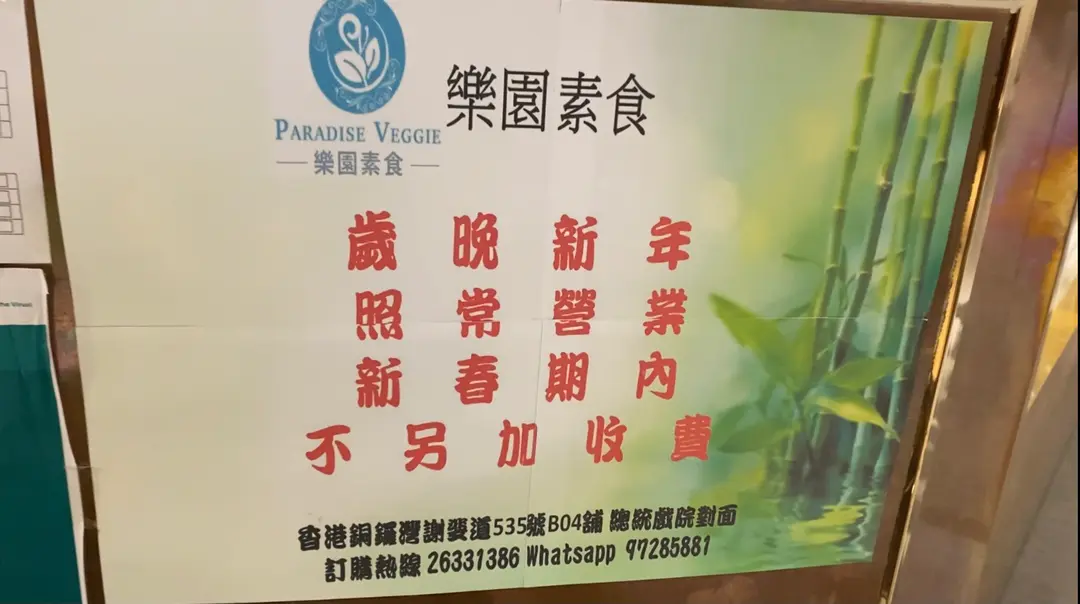 樂園素食
PARADISE VEGGIE
樂園素食
歲晚新年
照常營業
新春期內
不另加收費
香港銅鑼灣謝斐道535號B04舖 總統戲院對面
訂購熱線 26331386 Whatsapp 97285881